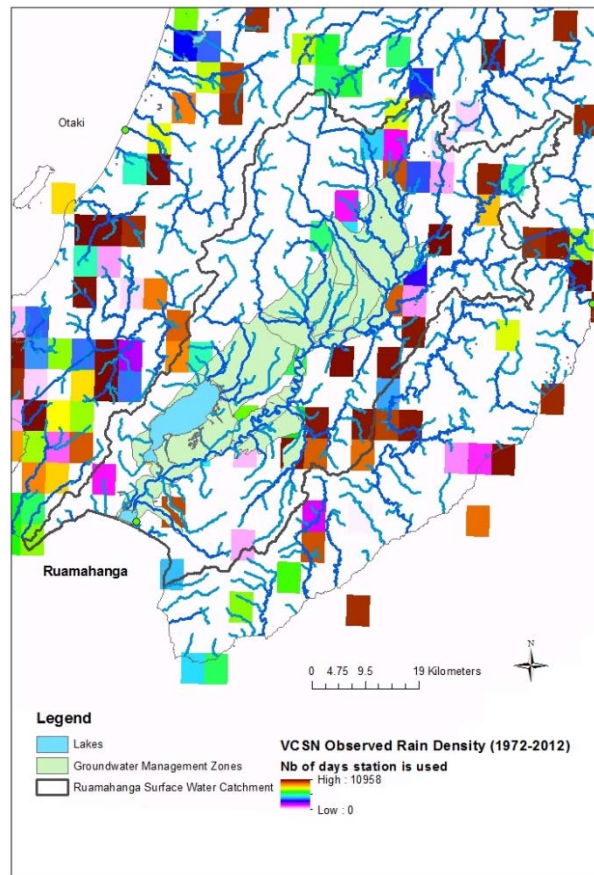 Otaki
Ruamahanga
N
0 4.75 9.5 19 Kilometers
Legend
Lakes
Groundwater Management Zones
Ruamahanga Surface Water Catchment
VCSN Observed Rain Density (1972-2012)
Nb of days station is used
High : 10958
Low : 0